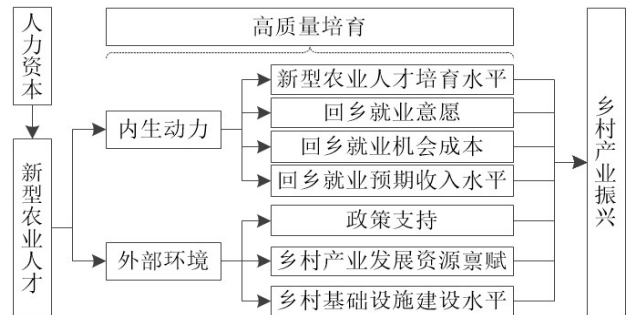 人力资本
新型农业人才
高质量培育
内生动力
外部环境
新型农业人才培育水平
回乡就业意愿
回乡就业机会成本
回乡就业预期收入水平
政策支持
乡村产业发展资源禀赋
乡村基础设施建设水平
乡村产业振兴